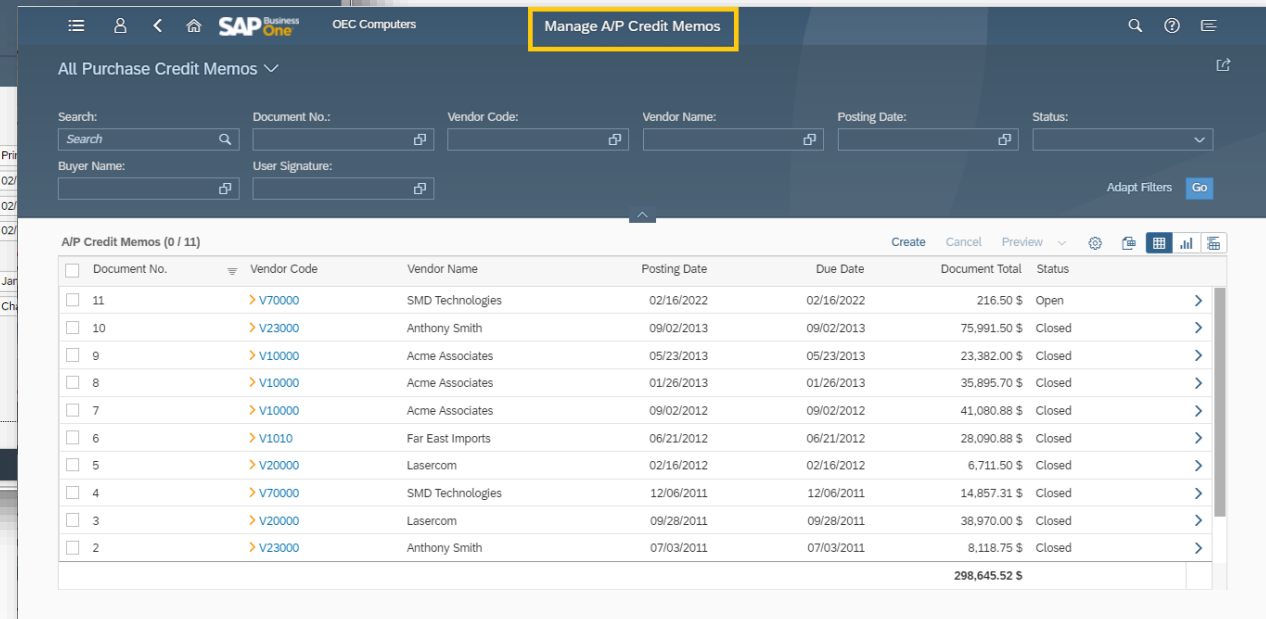 SAP Business One OEC Computers Manage A/P Credit Memos
All Purchase Credit Memos
Search: Document No.: Vendor Code: Vendor Name: Posting Date: Status:
Search
Buyer Name: User Signature:
Adapt Filters Go
A/P Credit Memos (0 / 11) Create Cancel Preview
Document No. Vendor Code Vendor Name Posting Date Due Date Document Total Status
11 V70000 SMD Technologies 02/16/2022 02/16/2022 216.50 $ Open
10 V23000 Anthony Smith 09/02/2013 09/02/2013 75,991.50 $ Closed
9 V10000 Acme Associates 05/23/2013 05/23/2013 23,382.00 $ Closed
8 V10000 Acme Associates 01/26/2013 01/26/2013 35,895.70 $ Closed
7 V10000 Acme Associates 09/02/2012 09/02/2012 41,080.88 $ Closed
6 V1010 Far East Imports 06/21/2012 06/21/2012 28,090.88 $ Closed
5 V20000 Lasercom 02/16/2012 02/16/2012 6,711.50 $ Closed
4 V70000 SMD Technologies 12/06/2011 12/06/2011 14,857.31 $ Closed
3 V20000 Lasercom 09/28/2011 09/28/2011 38,970.00 $ Closed
2 V23000 Anthony Smith 07/03/2011 07/03/2011 8,118.75 $ Closed
298,645.52 $